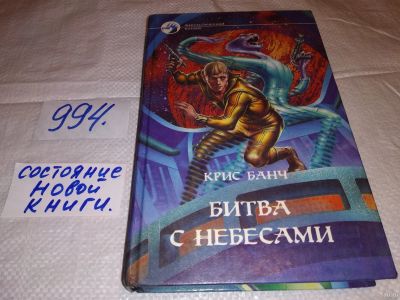 994.
СОСТОЯНИЕ
НОВОЙ
КНИГИ.
КРИС БАНЧ
БИТВА
С НЕБЕСАМИ